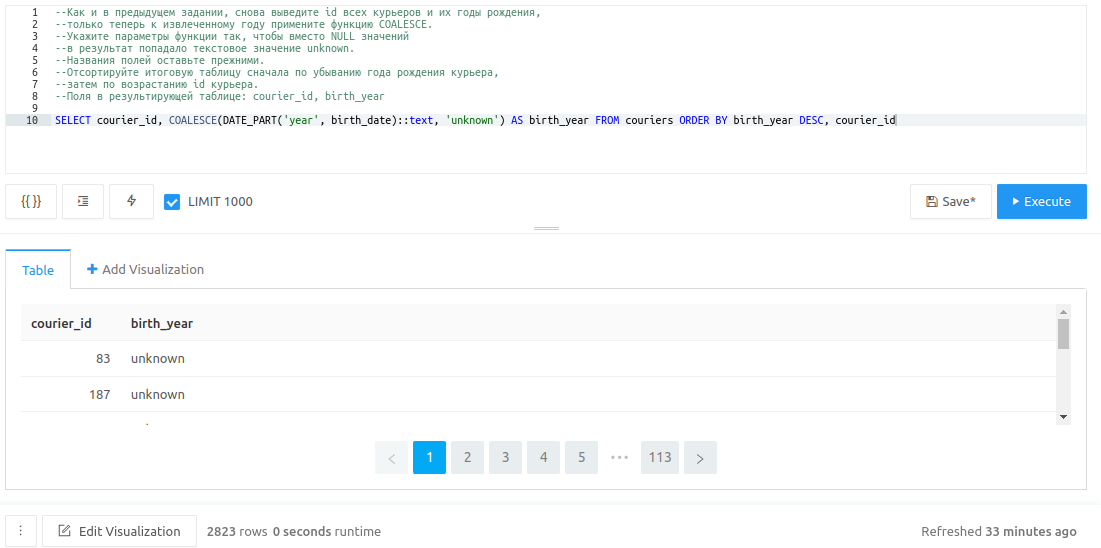 1 --Как и в предыдущем задании, снова выведите id всех курьеров и их годы рождения,
2 --только теперь к извлеченному году примените функцию COALESCE.
3 --Укажите параметры функции так, чтобы вместо NULL значений
4 --в результат попадало текстовое значение unknown.
5 --Названия полей оставьте прежними.
6 --Отсортируйте итоговую таблицу сначала по убыванию года рождения курьера,
7 --затем по возрастанию id курьера.
8 --Поля в результирующей таблице: courier_id, birth_year
9
10 SELECT courier_id, COALESCE(DATE_PART('year', birth_date)::text, 'unknown') AS birth_year FROM couriers ORDER BY birth_year DESC, courier_id
{{ }} LIMIT 1000 Save* Execute
Table Add Visualization
courier_id birth_year
83 unknown
187 unknown
< 1 2 3 4 5 ••• 113 >
Edit Visualization 2823 rows 0 seconds runtime Refreshed 33 minutes ago